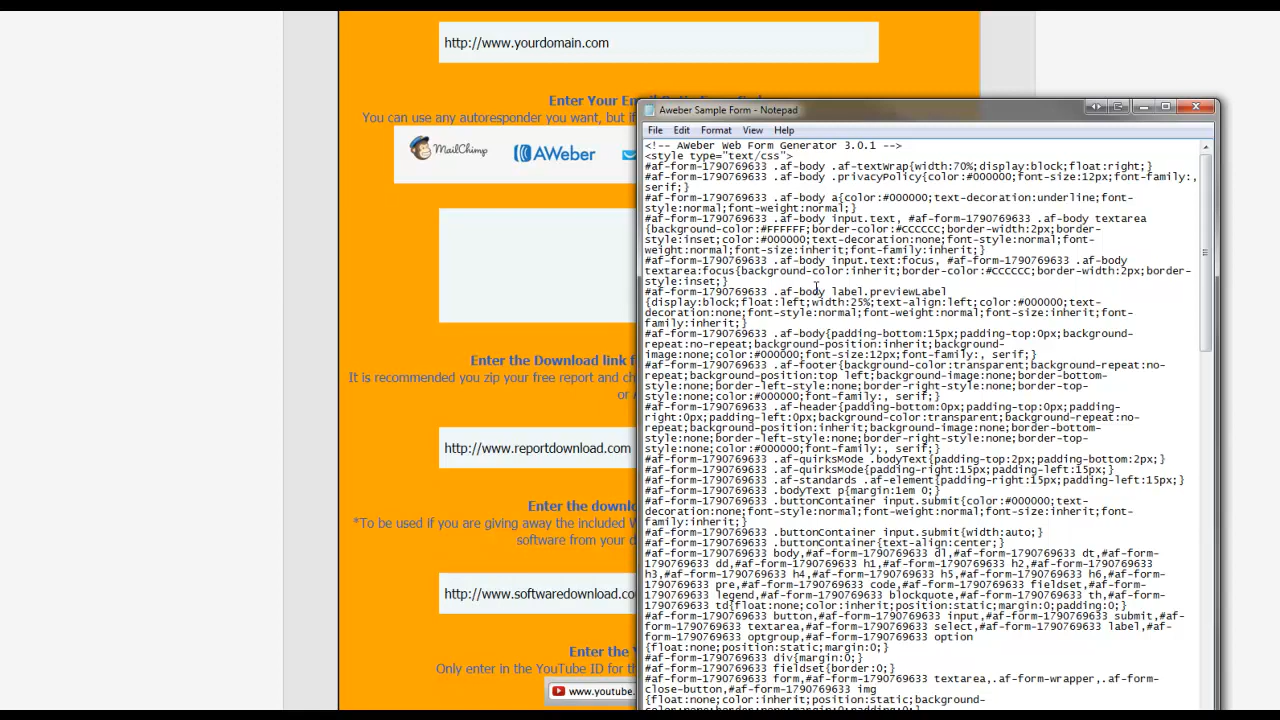 http://www.yourdomain.com
Enter Your Em
You can use any autoresponder you want, but if
MailChimp
AWeber
Enter the Download link f
It is recommended you zip your free report and ch
or A
http://www.reportdownload.com
Enter the downlo
*To be used if you are giving away the included W
software from your d
http://www.softwaredownload.co
Enter the Y
Only enter in the YouTube ID for th
www.youtube.
Aweber Sample Form - Notepad
File Edit Format View Help
<!-- AWeber Web Form Generator 3.0.1 -->
<style type="text/css">
#af-form-1790769633 .af-body .af-textWrap{width:70%;display:block;float:right;}
#af-form-1790769633 .af-body .privacyPolicy{color:#000000;font-size:12px;font-family:,
serif;}
#af-form-1790769633 .af-body a{color:#000000;text-decoration:underline;font-
style:normal;font-weight:normal;}
#af-form-1790769633 .af-body input.text, #af-form-1790769633 .af-body textarea
{background-color:#FFFFFF;border-color:#CCCCCC;border-width:2px;border-
style:inset;color:#000000;text-decoration:none;font-style:normal;font-
weight:normal;font-size:inherit;font-family:inherit;}
#af-form-1790769633 .af-body input.text:focus, #af-form-1790769633 .af-body
textarea:focus{background-color:inherit;border-color:#CCCCCC;border-width:2px;border-
style:inset;}
#af-form-1790769633 .af-body label.previewLabel
{display:block;float:left;width:25%;text-align:left;color:#000000;text-
decoration:none;font-style:normal;font-weight:normal;font-size:inherit;font-
family:inherit;}
#af-form-1790769633 .af-body{padding-bottom:15px;padding-top:0px;background-
repeat:no-repeat;background-position:inherit;background-
image:none;color:#000000;font-size:12px;font-family:, serif;}
#af-form-1790769633 .af-footer{background-color:transparent;background-repeat:no-
repeat;background-position:top left;background-image:none;border-bottom-
style:none;border-left-style:none;border-right-style:none;border-top-
style:none;color:#000000;font-family:, serif;}
#af-form-1790769633 .af-header{padding-bottom:0px;padding-top:0px;padding-
right:0px;padding-left:0px;background-color:transparent;background-repeat:no-
repeat;background-position:inherit;background-image:none;border-bottom-
style:none;border-left-style:none;border-right-style:none;border-top-
style:none;color:#000000;font-family:, serif;}
#af-form-1790769633 .af-quirksMode .bodyText{padding-top:2px;padding-bottom:2px;}
#af-form-1790769633 .af-quirksMode{padding-right:15px;padding-left:15px;}
#af-form-1790769633 .af-standards .af-element{padding-right:15px;padding-left:15px;}
#af-form-1790769633 .bodyText p{margin:1em 0;}
#af-form-1790769633 .buttonContainer input.submit{color:#000000;text-
decoration:none;font-style:normal;font-weight:normal;font-size:inherit;font-
family:inherit;}
#af-form-1790769633 .buttonContainer input.submit{width:auto;}
#af-form-1790769633 .buttonContainer{text-align:center;}
#af-form-1790769633 body,#af-form-1790769633 dl,#af-form-1790769633 dt,#af-form-
1790769633 dd,#af-form-1790769633 h1,#af-form-1790769633 h2,#af-form-1790769633
h3,#af-form-1790769633 h4,#af-form-1790769633 h5,#af-form-1790769633 h6,#af-form-
1790769633 pre,#af-form-1790769633 code,#af-form-1790769633 fieldset,#af-form-
1790769633 legend,#af-form-1790769633 blockquote,#af-form-1790769633 th,#af-form-
1790769633 td{float:none;color:inherit;position:static;margin:0;padding:0;}
#af-form-1790769633 button,#af-form-1790769633 input,#af-form-1790769633 submit,#af-
form-1790769633 textarea,#af-form-1790769633 select,#af-form-1790769633 label,#af-
form-1790769633 optgroup,#af-form-1790769633 option
{float:none;position:static;margin:0;}
#af-form-1790769633 div{margin:0;}
#af-form-1790769633 fieldset{border:0;}
#af-form-1790769633 form,#af-form-1790769633 textarea,.af-form-wrapper,.af-form-
close-button,#af-form-1790769633 img
{float:none;color:inherit;position:static;background-